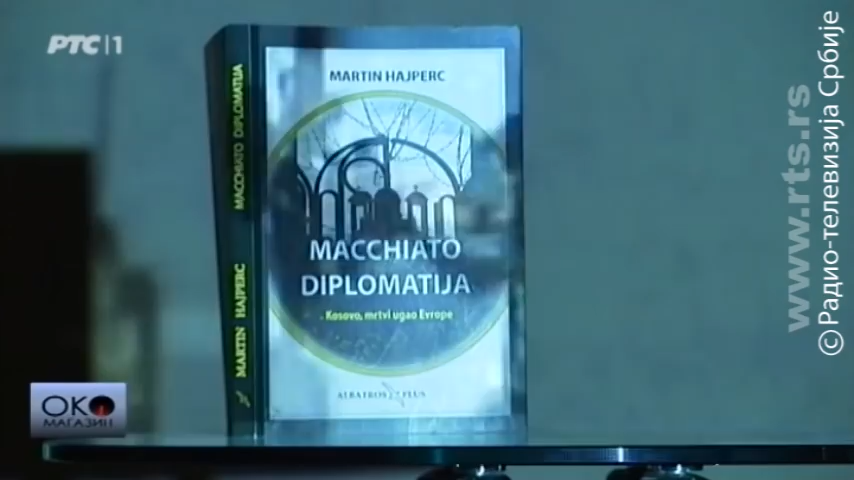 РТС|1
MARTIN HAJPERC
MACCHIATO
DIPLOMATIJA
Kosovo, mrtvi ugao Evrope
ALBATROS PLUS
MARTIN HAJPERC MACCHIATO DIPLOMATIJA
ОКО
МАГАЗИН
www.rts.rs
©Радио-телевизија Србије